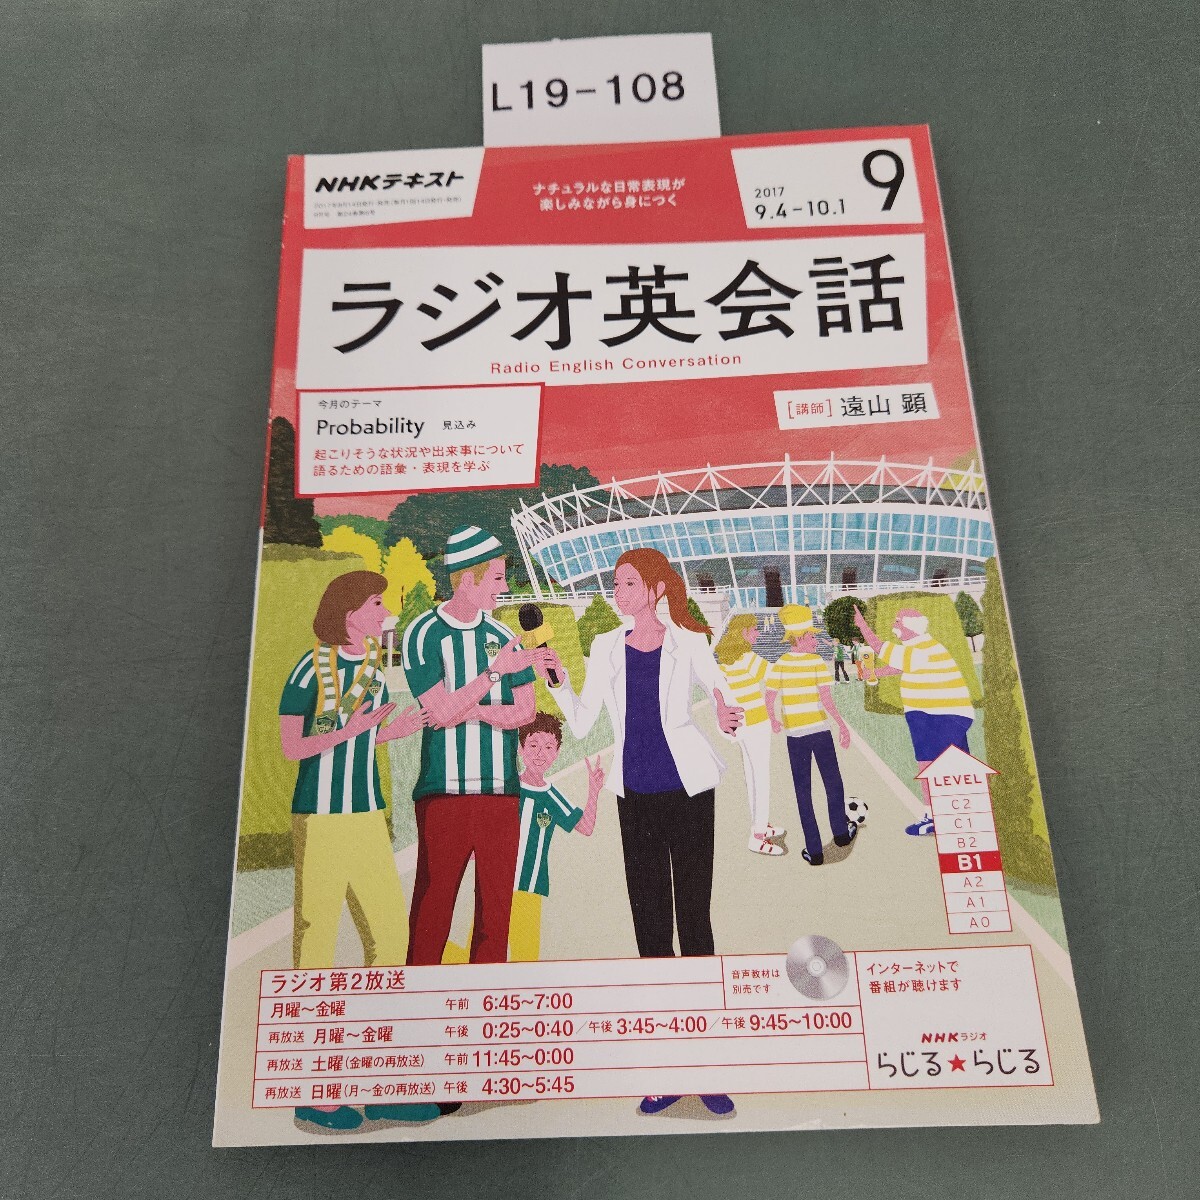 L19-108
NHKテキスト
ナチュラルな日常表現が
楽しみながら身につく
2017
9.4-10.1
9
ラジオ英会話
Radio English Conversation
今月のテーマ
Probability 見込み
起こりそうな状況や出来事について
語るための語彙・表現を学ぶ
[講師] 遠山 顕
LEVEL
C2
C1
B2
B1
A2
A1
A0
ラジオ第2放送
月曜〜金曜 午前 6:45〜7:00
再放送 月曜〜金曜 午後 0:25〜0:40/午後 3:45〜4:00/午後 9:45〜10:00
再放送 土曜(金曜の再放送) 午前 11:45〜0:00
再放送 日曜(月〜金の再放送) 午後 4:30〜5:45
音声教材は
別売です
インターネットで
番組が聴けます
NHKラジオ
らじる★らじる